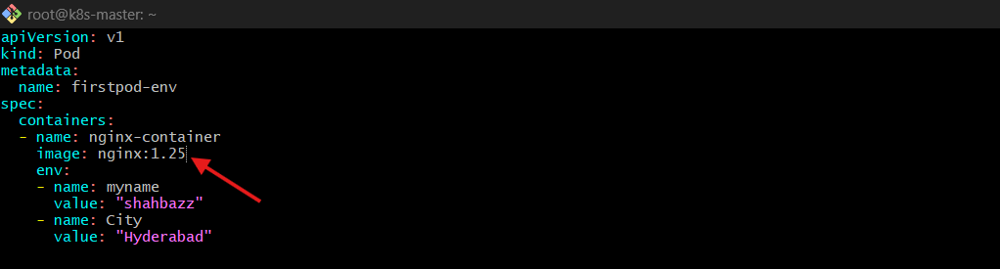 root@k8s-master: ~
apiVersion: v1
kind: Pod
metadata:
  name: firstpod-env
spec:
  containers:
  - name: nginx-container
    image: nginx:1.25
    env:
    - name: myname
      value: "shahbazz"
    - name: City
      value: "Hyderabad"